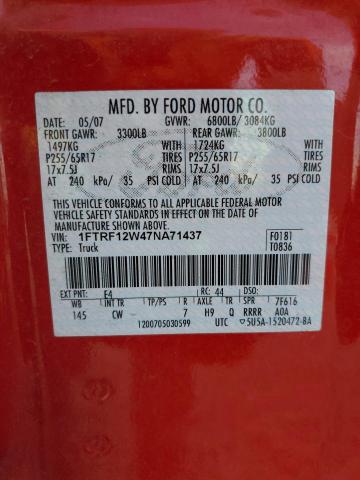 MFD. BY FORD MOTOR CO.
DATE: 05/07 GVWR: 6800LB/ 3084KG
FRONT GAWR: 3300LB REAR GAWR: 3800LB
1497KG WITH 1724KG WITH
P255/65R17 TIRES P255/65R17 TIRES
17x7.5J RIMS 17x7.5J RIMS
AT 240 kPa/ 35 PSI COLD AT 240 kPa/ 35 PSI COLD
THIS VEHICLE CONFORMS TO ALL APPLICABLE FEDERAL MOTOR
VEHICLE SAFETY STANDARDS IN EFFECT ON THE DATE OF
MANUFACTURE SHOWN ABOVE.
VIN: 1FTRF12W47NA71437 F0181
TYPE: Truck T0836
EXT PNT: E4 RC: 44 DSO:
WB INT TR TP/PS R AXLE TR SPR 7F616
145 CW 7 H9 Q RRRR A0A
1200705030599 UTC 5U5A-1520472-BA